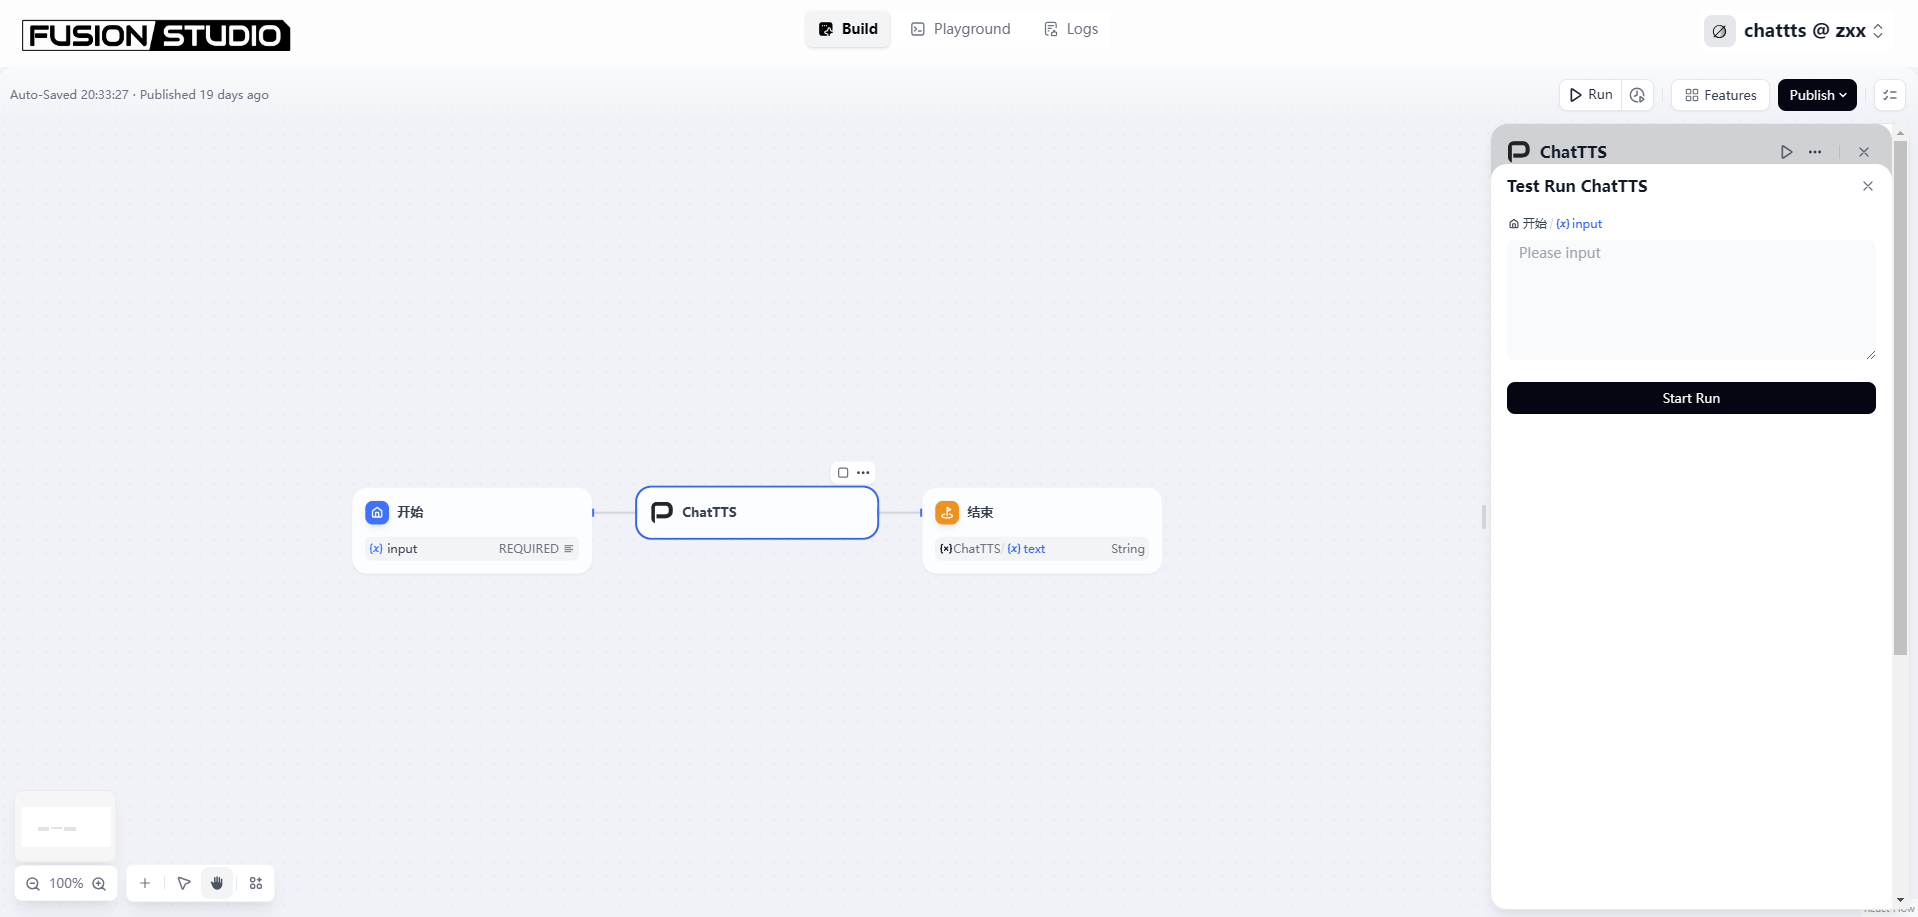 FUSION STUDIO
Build
Playground
Logs
chattts @ zxx
Auto-Saved 20:33:27 · Published 19 days ago
Run
Features
Publish
ChatTTS
Test Run ChatTTS
开始 / {x} input
Please input
Start Run
开始
{x} input REQUIRED
ChatTTS
结束
{x} ChatTTS / {x} text String
100%
React Flow